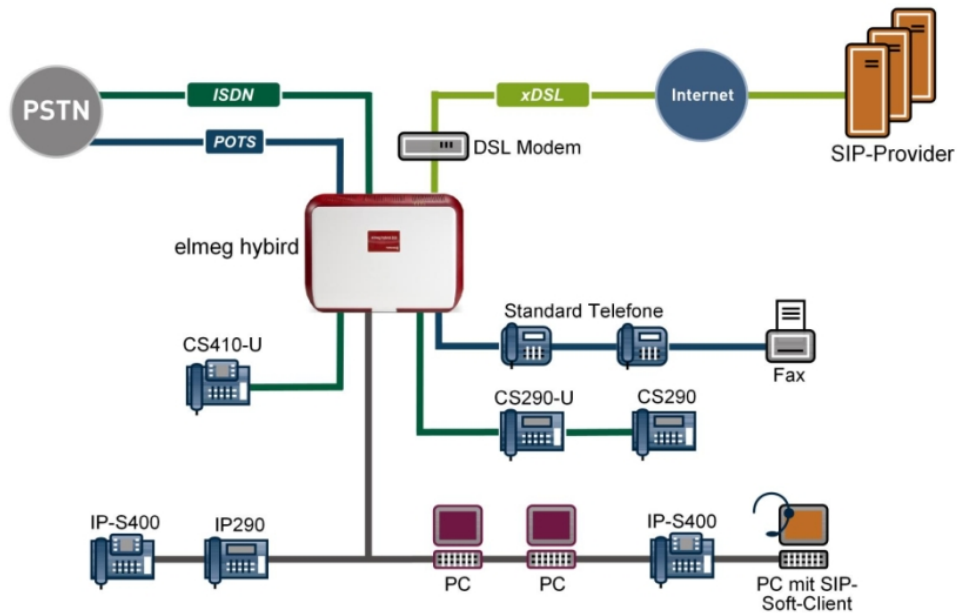 PSTN
ISDN
POTS
xDSL
Internet
SIP-Provider
DSL Modem
elmeg hybird
Standard Telefone
Fax
CS410-U
CS290-U
CS290
IP-S400
IP290
PC
PC
IP-S400
PC mit SIP-
Soft-Client